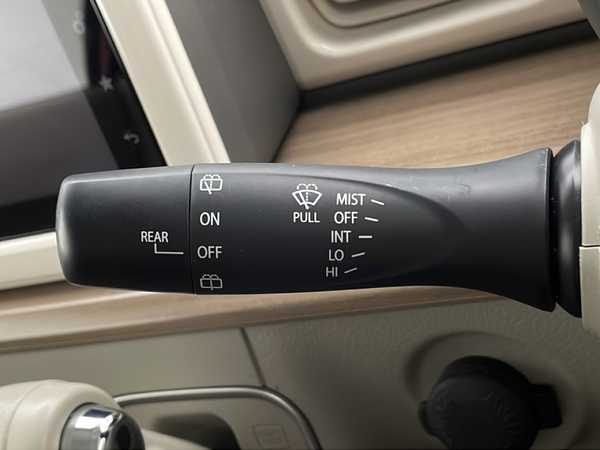 ON
OFF
REAR
PULL
MIST
OFF
INT
LO
HI